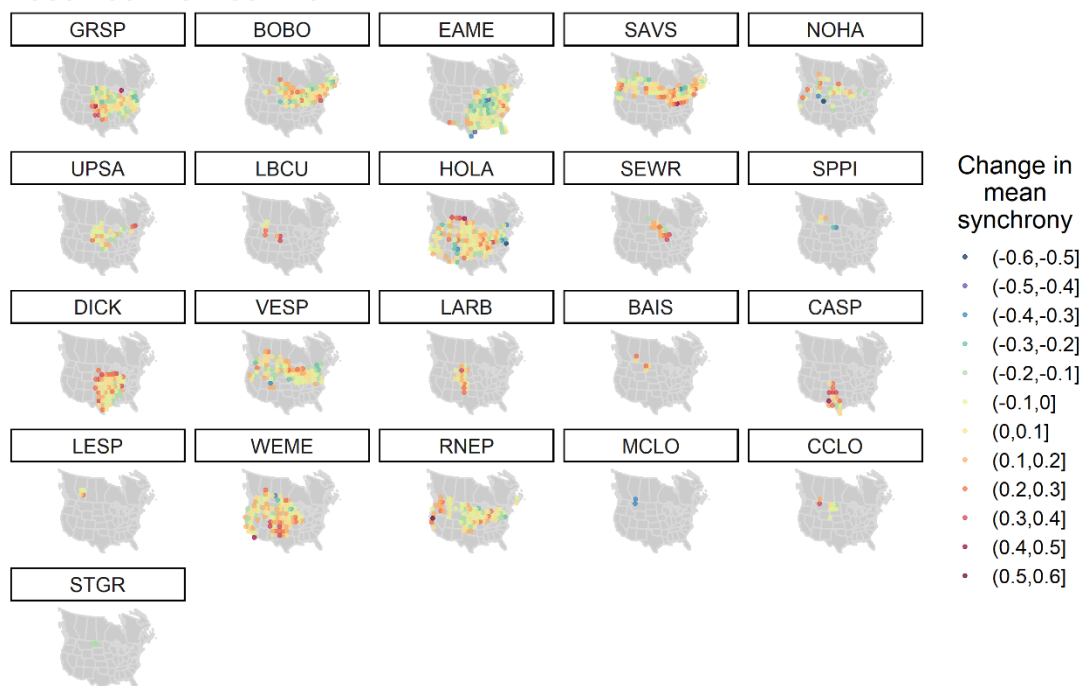 GRSP BOBO EAME SAVS NOHA
UPSA LBCU HOLA SEWR SPPI
DICK VESP LARB BAIS CASP
LESP WEME RNEP MCLO CCLO
STGR
Change in
mean
synchrony
(-0.6,-0.5]
(-0.5,-0.4]
(-0.4,-0.3]
(-0.3,-0.2]
(-0.2,-0.1]
(-0.1,0]
(0,0.1]
(0.1,0.2]
(0.2,0.3]
(0.3,0.4]
(0.4,0.5]
(0.5,0.6]